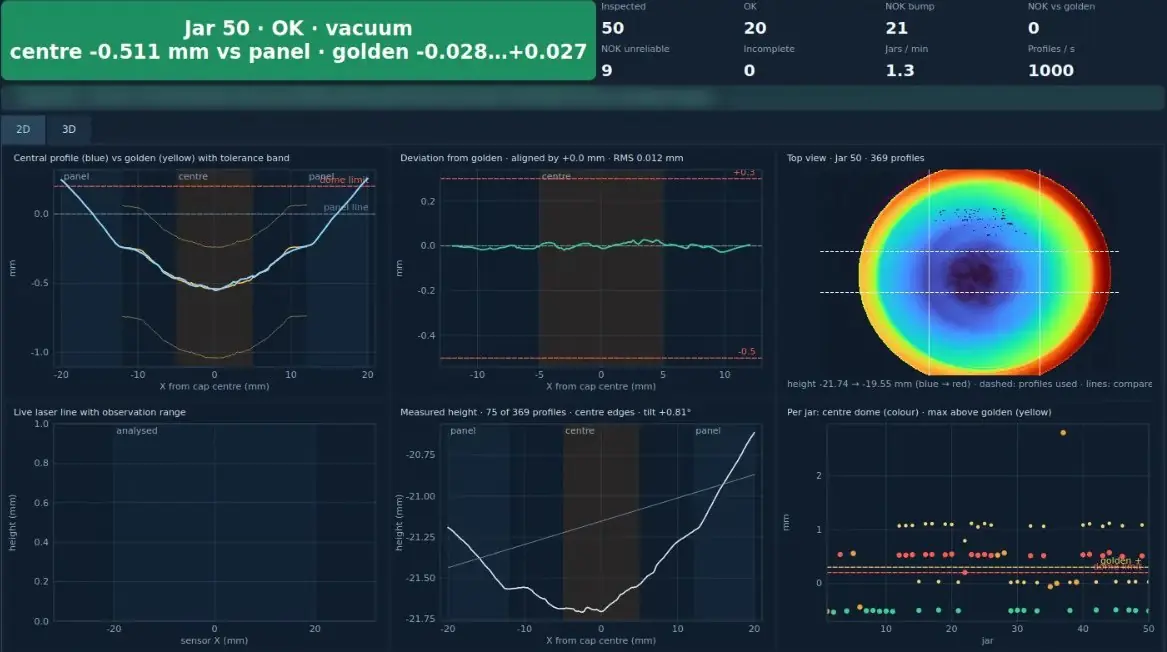 Jar 50 · OK · vacuum
centre -0.511 mm vs panel · golden -0.028...+0.027
Inspected OK NOK bump NOK vs golden
50 20 21 0
NOK unreliable Incomplete Jars / min Profiles / s
9 0 1.3 1000
2D 3D
Central profile (blue) vs golden (yellow) with tolerance band
panel centre panel
dome limit
panel line
0.0
-0.5
-1.0
mm
-20 -10 0 10 20
X from cap centre (mm)
Deviation from golden · aligned by +0.0 mm · RMS 0.012 mm
centre
+0.3
0.2
0.0
-0.2
-0.4
-0.5
mm
-10 -5 0 5 10
X from cap centre (mm)
Top view · Jar 50 · 369 profiles
height -21.74 → -19.55 mm (blue → red) · dashed: profiles used · lines: compare
Live laser line with observation range
analysed
1.0
0.8
0.6
0.4
0.2
0.0
height (mm)
-20 0 20
sensor X (mm)
Measured height · 75 of 369 profiles · centre edges · tilt +0.81°
panel centre panel
-20.75
-21.00
-21.25
-21.50
-21.75
height (mm)
-20 -10 0 10 20
X from cap centre (mm)
Per jar: centre dome (colour) · max above golden (yellow)
golden +
2
1
0
mm
10 20 30 40 50
jar